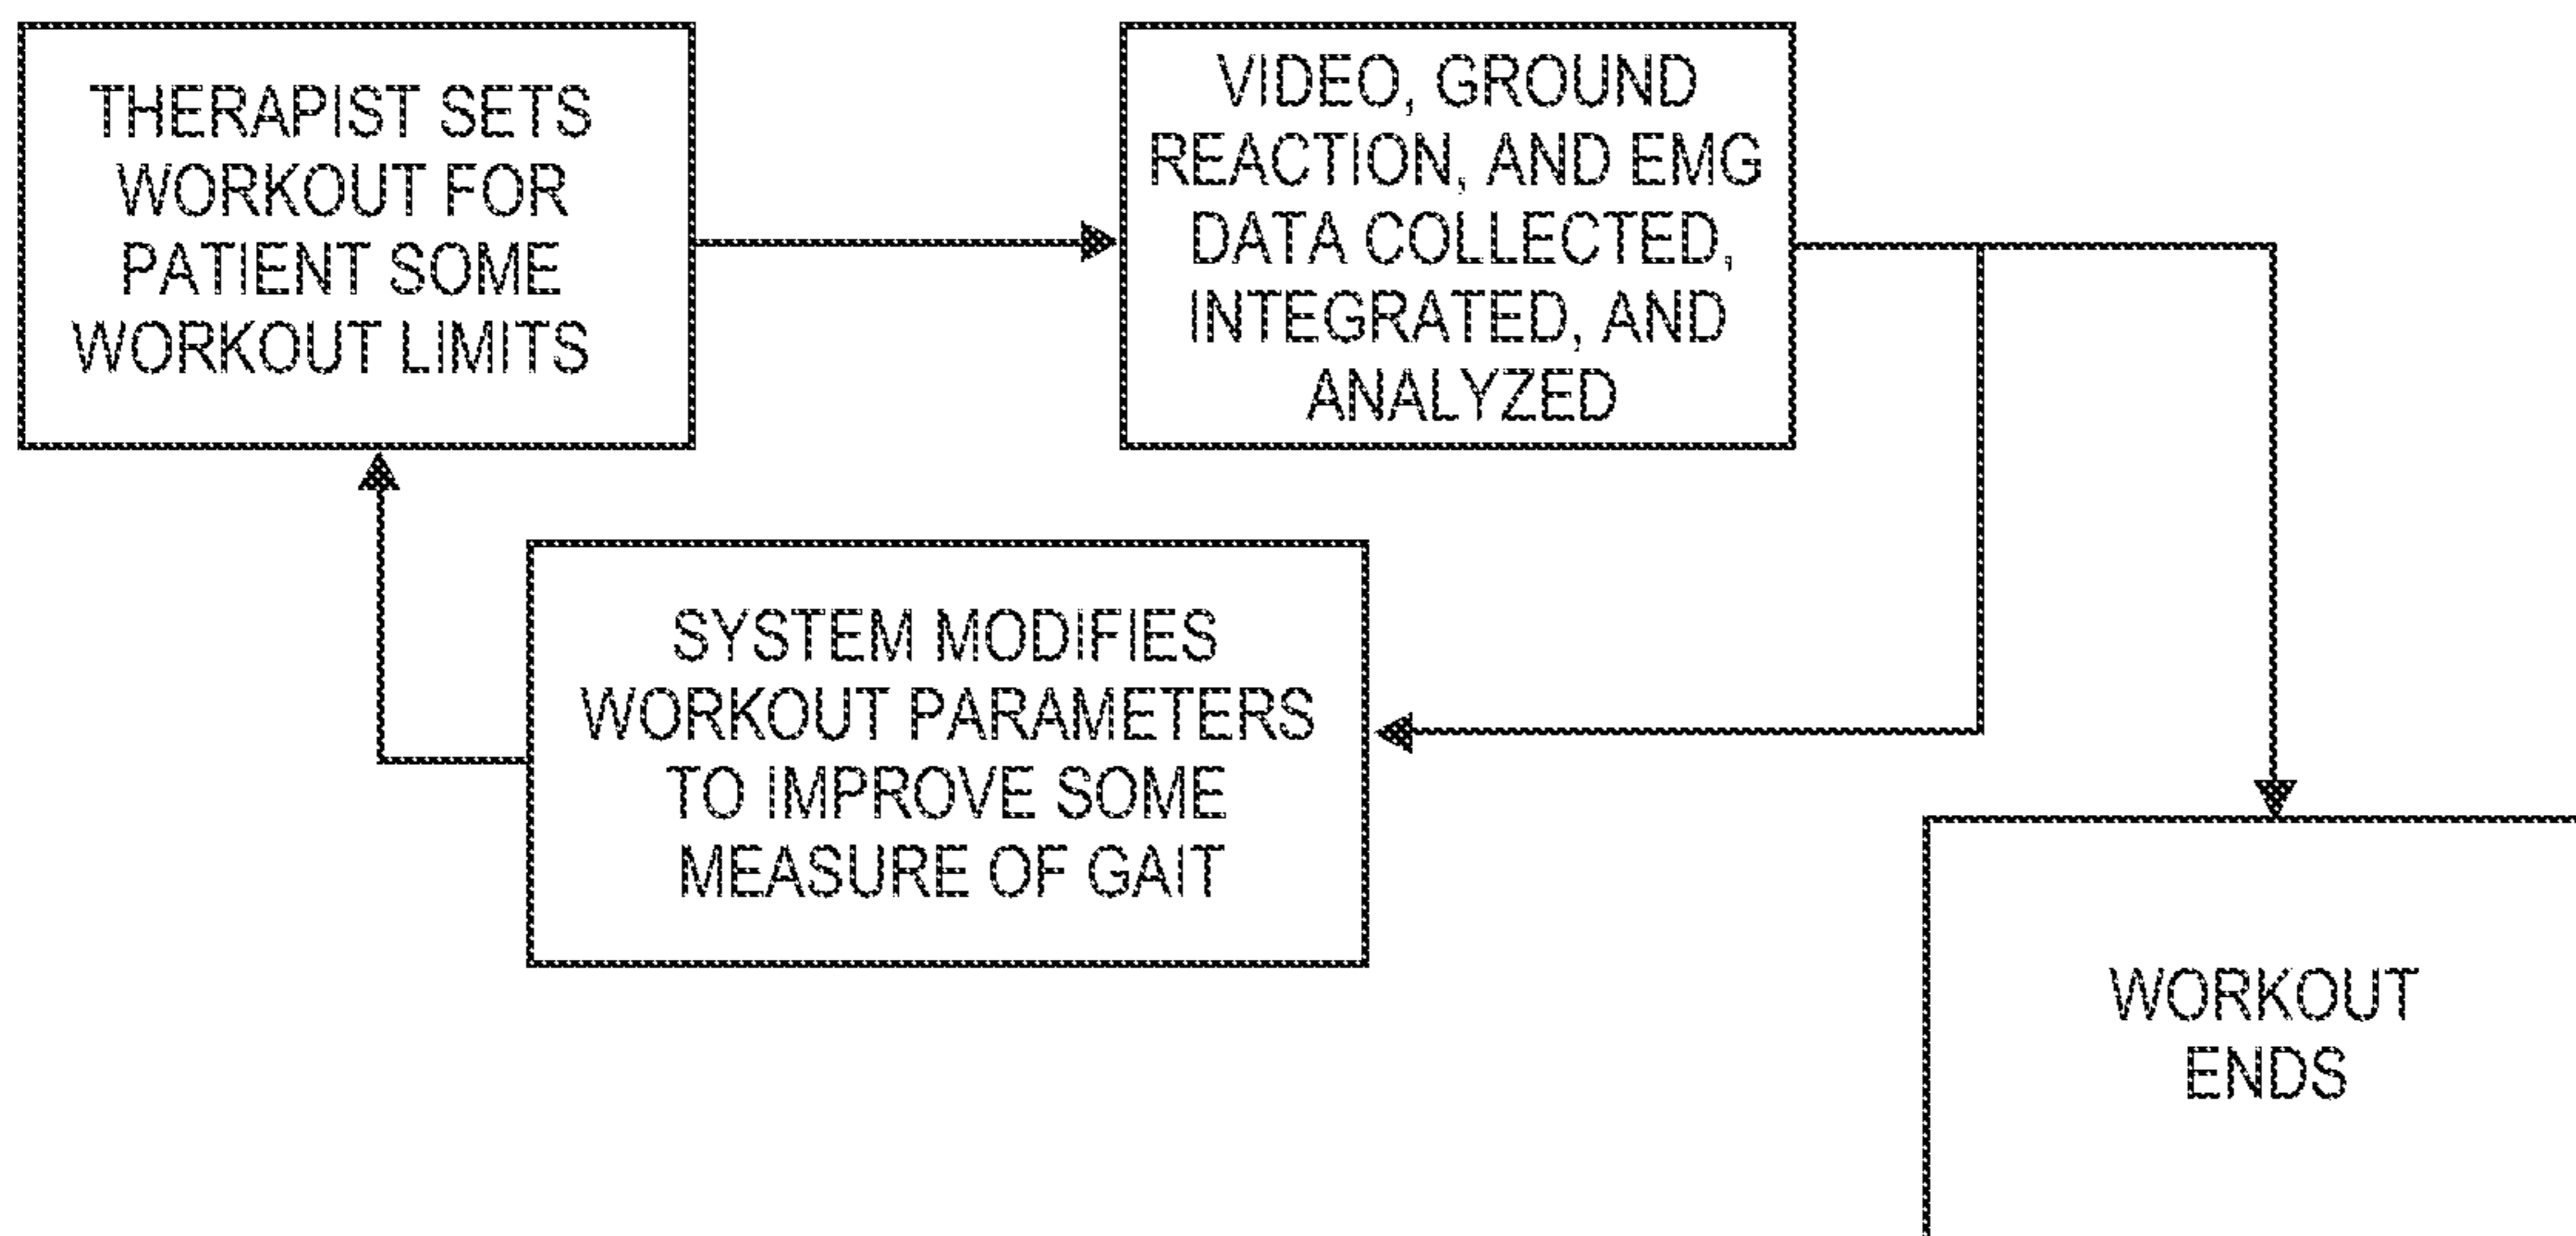 THERAPIST SETS
WORKOUT FOR
PATIENT SOME
WORKOUT LIMITS
VIDEO, GROUND
REACTION, AND EMG
DATA COLLECTED,
INTEGRATED, AND
ANALYZED
SYSTEM MODIFIES
WORKOUT PARAMETERS
TO IMPROVE SOME
MEASURE OF GAIT
WORKOUT
ENDS